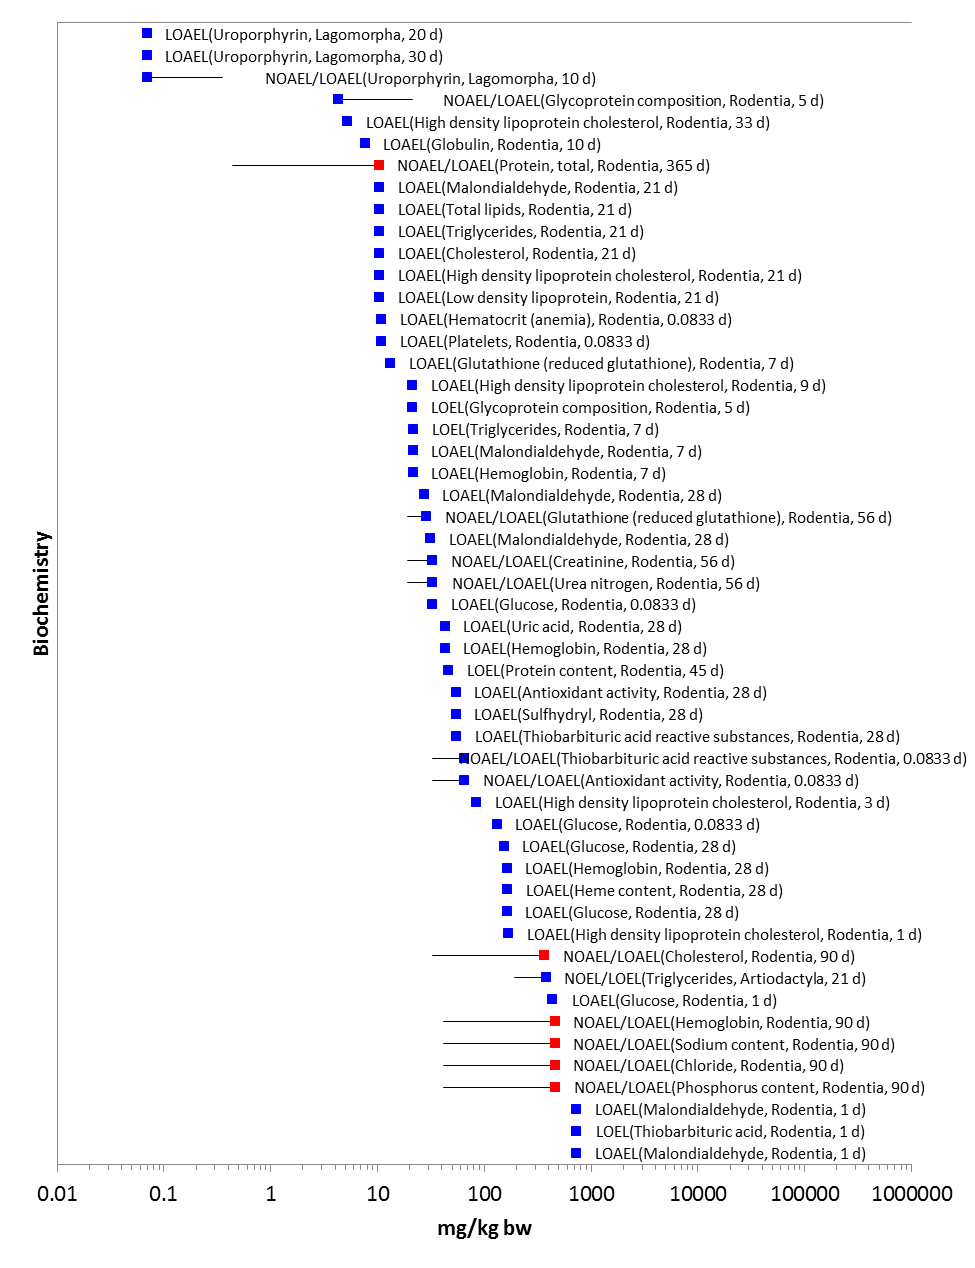 LOAEL(Uroporphyrin, Lagomorpha, 20 d)
LOAEL(Uroporphyrin, Lagomorpha, 30 d)
NOAEL/LOAEL(Uroporphyrin, Lagomorpha, 10 d)
NOAEL/LOAEL(Glycoprotein composition, Rodentia, 5 d)
LOAEL(High density lipoprotein cholesterol, Rodentia, 33 d)
LOAEL(Globulin, Rodentia, 10 d)
NOAEL/LOAEL(Protein, total, Rodentia, 365 d)
LOAEL(Malondialdehyde, Rodentia, 21 d)
LOAEL(Total lipids, Rodentia, 21 d)
LOAEL(Triglycerides, Rodentia, 21 d)
LOAEL(Cholesterol, Rodentia, 21 d)
LOAEL(High density lipoprotein cholesterol, Rodentia, 21 d)
LOAEL(Low density lipoprotein, Rodentia, 21 d)
LOAEL(Hematocrit (anemia), Rodentia, 0.0833 d)
LOAEL(Platelets, Rodentia, 0.0833 d)
LOAEL(Glutathione (reduced glutathione), Rodentia, 7 d)
LOAEL(High density lipoprotein cholesterol, Rodentia, 9 d)
LOEL(Glycoprotein composition, Rodentia, 5 d)
LOEL(Triglycerides, Rodentia, 7 d)
LOAEL(Malondialdehyde, Rodentia, 7 d)
LOAEL(Hemoglobin, Rodentia, 7 d)
LOAEL(Malondialdehyde, Rodentia, 28 d)
NOAEL/LOAEL(Glutathione (reduced glutathione), Rodentia, 56 d)
LOAEL(Malondialdehyde, Rodentia, 28 d)
NOAEL/LOAEL(Creatinine, Rodentia, 56 d)
NOAEL/LOAEL(Urea nitrogen, Rodentia, 56 d)
LOAEL(Glucose, Rodentia, 0.0833 d)
LOAEL(Uric acid, Rodentia, 28 d)
LOAEL(Hemoglobin, Rodentia, 28 d)
LOEL(Protein content, Rodentia, 45 d)
LOAEL(Antioxidant activity, Rodentia, 28 d)
LOAEL(Sulfhydryl, Rodentia, 28 d)
LOAEL(Thiobarbituric acid reactive substances, Rodentia, 28 d)
NOAEL/LOAEL(Thiobarbituric acid reactive substances, Rodentia, 0.0833 d)
NOAEL/LOAEL(Antioxidant activity, Rodentia, 0.0833 d)
LOAEL(High density lipoprotein cholesterol, Rodentia, 3 d)
LOAEL(Glucose, Rodentia, 0.0833 d)
LOAEL(Glucose, Rodentia, 28 d)
LOAEL(Hemoglobin, Rodentia, 28 d)
LOAEL(Heme content, Rodentia, 28 d)
LOAEL(Glucose, Rodentia, 28 d)
LOAEL(High density lipoprotein cholesterol, Rodentia, 1 d)
NOAEL/LOAEL(Cholesterol, Rodentia, 90 d)
NOEL/LOEL(Triglycerides, Artiodactyla, 21 d)
LOAEL(Glucose, Rodentia, 1 d)
NOAEL/LOAEL(Hemoglobin, Rodentia, 90 d)
NOAEL/LOAEL(Sodium content, Rodentia, 90 d)
NOAEL/LOAEL(Chloride, Rodentia, 90 d)
NOAEL/LOAEL(Phosphorus content, Rodentia, 90 d)
LOAEL(Malondialdehyde, Rodentia, 1 d)
LOEL(Thiobarbituric acid, Rodentia, 1 d)
LOAEL(Malondialdehyde, Rodentia, 1 d)
Biochemistry
0.01 0.1 1 10 100 1000 10000 100000 1000000
mg/kg bw